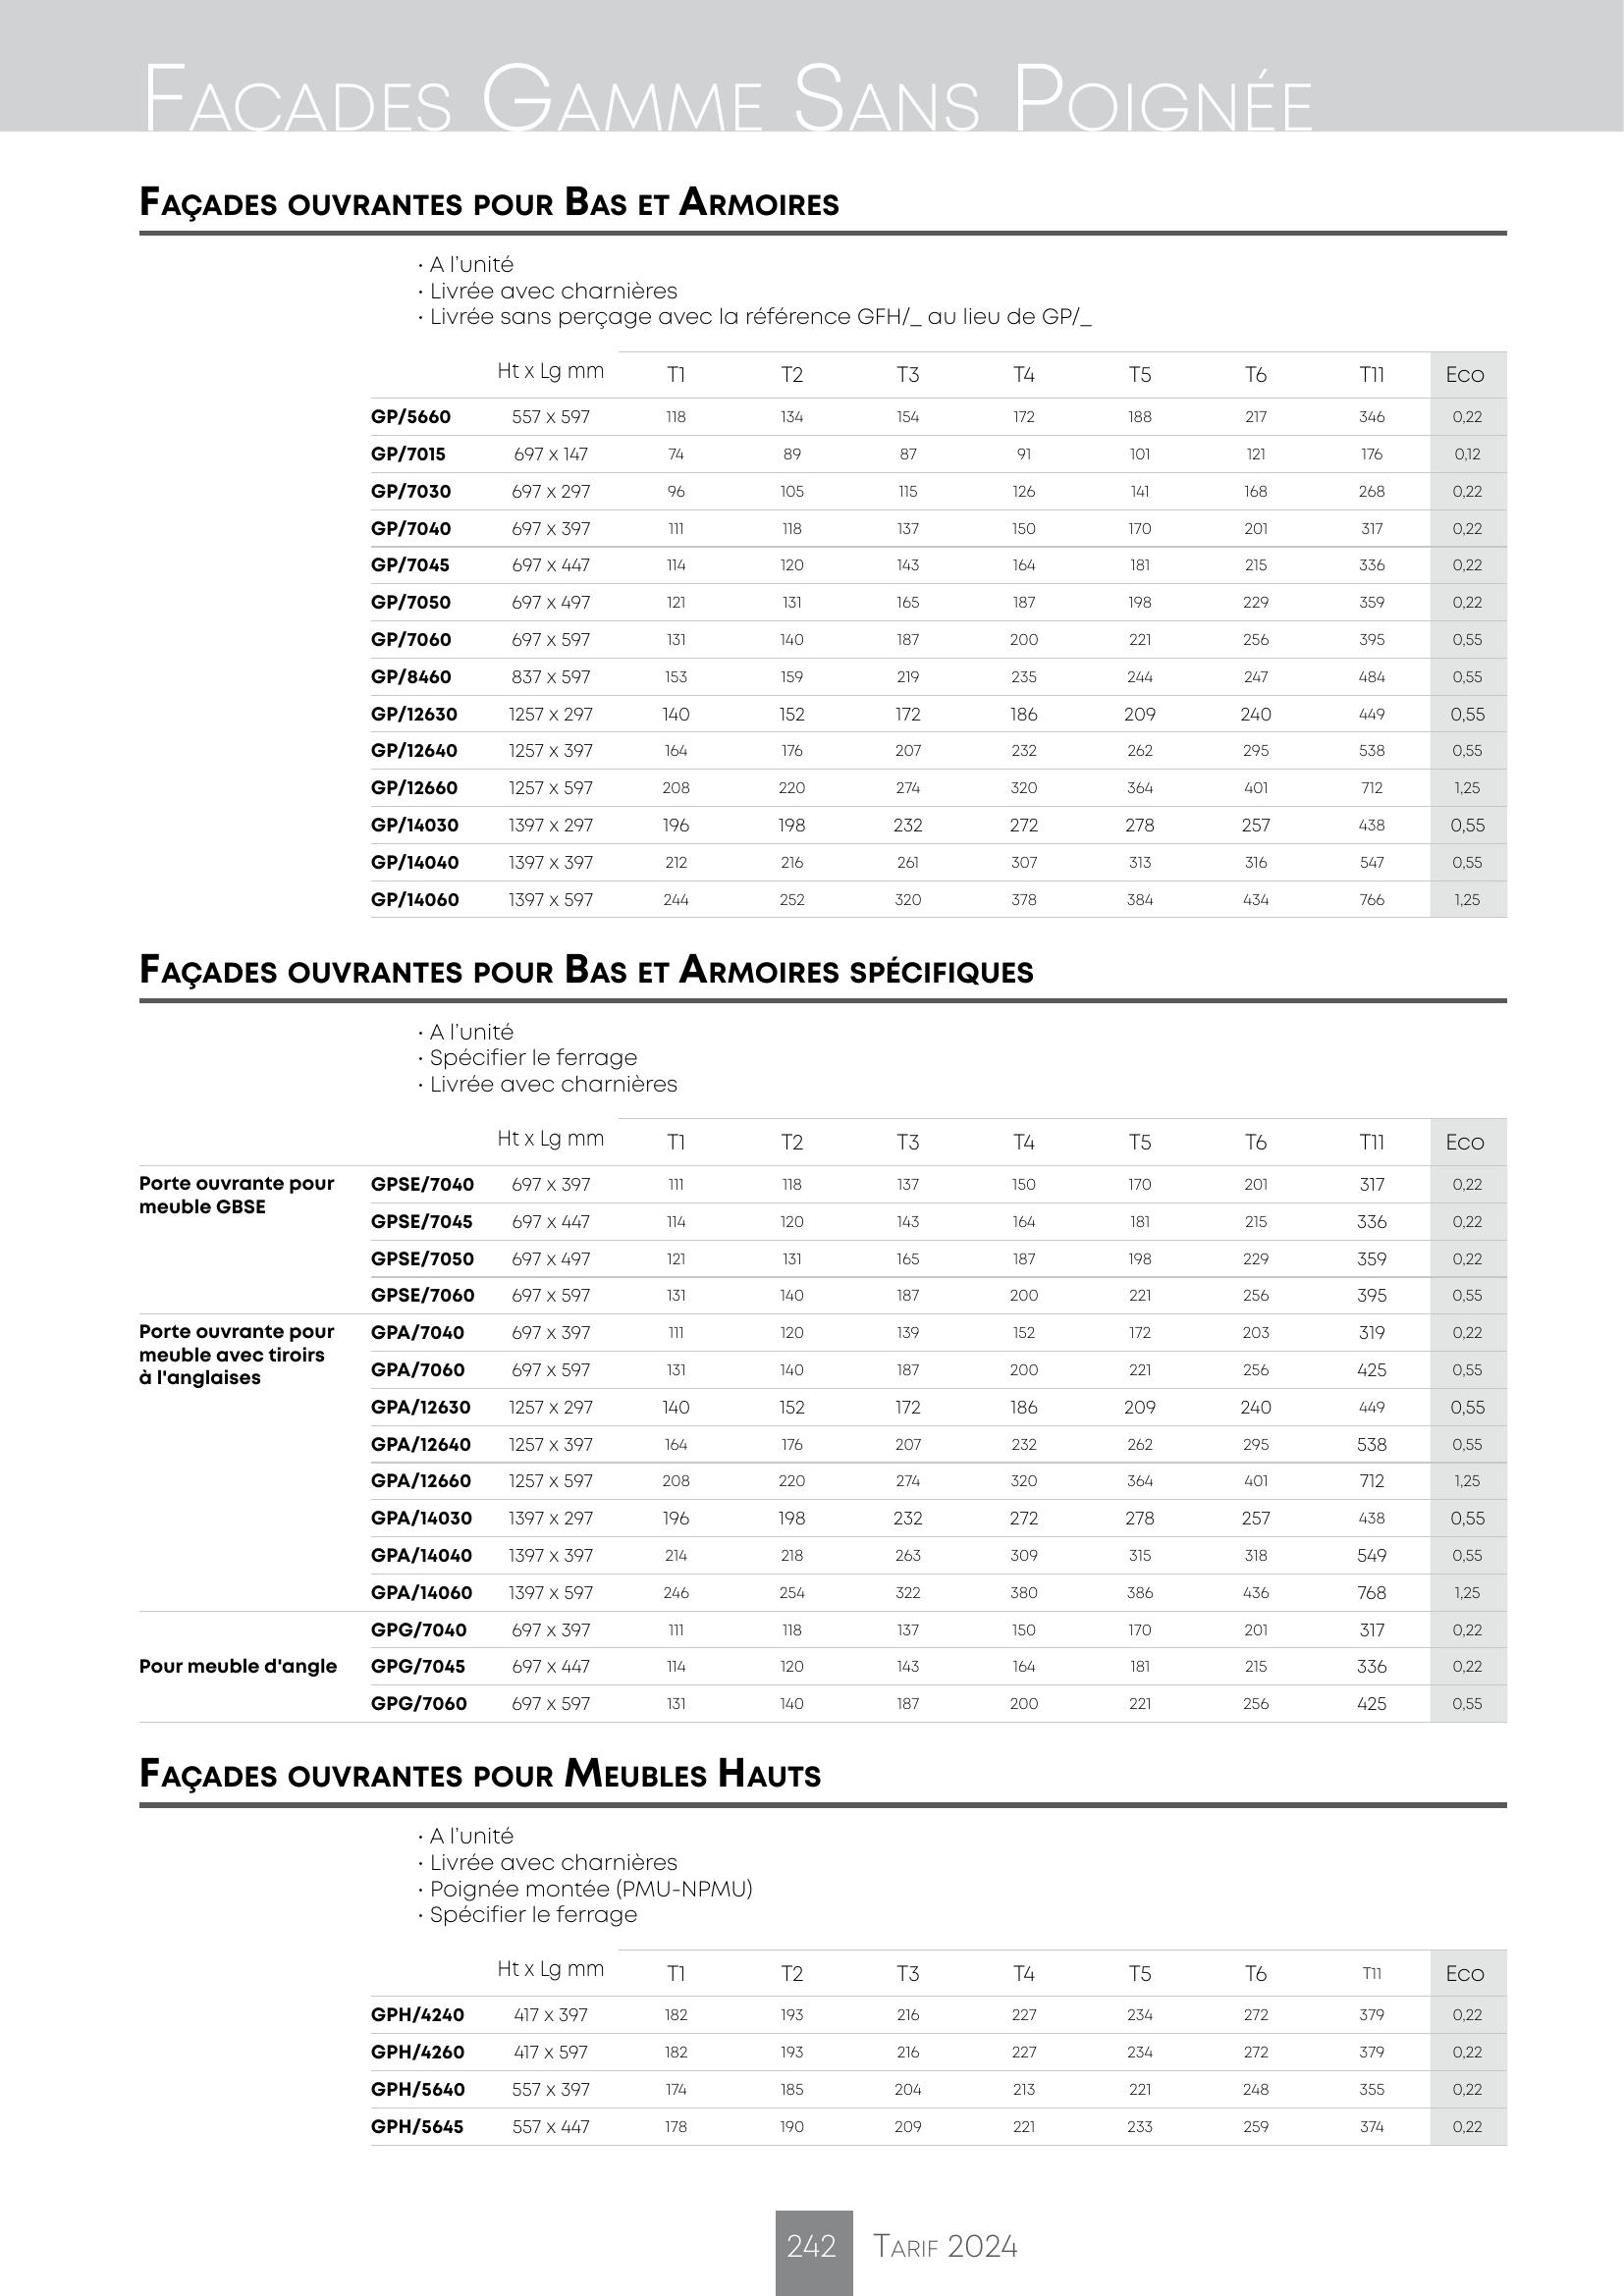 Facades Gamme Sans Poignée
Façades ouvrantes pour Bas et Armoires
· A l'unité
· Livrée avec charnières
· Livrée sans perçage avec la référence GFH/_ au lieu de GP/_
Ht x Lg mm T1 T2 T3 T4 T5 T6 T11 Eco
GP/5660 557 x 597 118 134 154 172 188 217 346 0,22
GP/7015 697 x 147 74 89 87 91 101 121 176 0,12
GP/7030 697 x 297 96 105 115 126 141 168 268 0,22
GP/7040 697 x 397 111 118 137 150 170 201 317 0,22
GP/7045 697 x 447 114 120 143 164 181 215 336 0,22
GP/7050 697 x 497 121 131 165 187 198 229 359 0,22
GP/7060 697 x 597 131 140 187 200 221 256 395 0,55
GP/8460 837 x 597 153 159 219 235 244 247 484 0,55
GP/12630 1257 x 297 140 152 172 186 209 240 449 0,55
GP/12640 1257 x 397 164 176 207 232 262 295 538 0,55
GP/12660 1257 x 597 208 220 274 320 364 401 712 1,25
GP/14030 1397 x 297 196 198 232 272 278 257 438 0,55
GP/14040 1397 x 397 212 216 261 307 313 316 547 0,55
GP/14060 1397 x 597 244 252 320 378 384 434 766 1,25
Façades ouvrantes pour Bas et Armoires spécifiques
· A l'unité
· Spécifier le ferrage
· Livrée avec charnières
Ht x Lg mm T1 T2 T3 T4 T5 T6 T11 Eco
Porte ouvrante pour
meuble GBSE
GPSE/7040 697 x 397 111 118 137 150 170 201 317 0,22
GPSE/7045 697 x 447 114 120 143 164 181 215 336 0,22
GPSE/7050 697 x 497 121 131 165 187 198 229 359 0,22
GPSE/7060 697 x 597 131 140 187 200 221 256 395 0,55
Porte ouvrante pour
meuble avec tiroirs
à l'anglaises
GPA/7040 697 x 397 111 120 139 152 172 203 319 0,22
GPA/7060 697 x 597 131 140 187 200 221 256 425 0,55
GPA/12630 1257 x 297 140 152 172 186 209 240 449 0,55
GPA/12640 1257 x 397 164 176 207 232 262 295 538 0,55
GPA/12660 1257 x 597 208 220 274 320 364 401 712 1,25
GPA/14030 1397 x 297 196 198 232 272 278 257 438 0,55
GPA/14040 1397 x 397 214 218 263 309 315 318 549 0,55
GPA/14060 1397 x 597 246 254 322 380 386 436 768 1,25
GPG/7040 697 x 397 111 118 137 150 170 201 317 0,22
Pour meuble d'angle GPG/7045 697 x 447 114 120 143 164 181 215 336 0,22
GPG/7060 697 x 597 131 140 187 200 221 256 425 0,55
Façades ouvrantes pour Meubles Hauts
· A l'unité
· Livrée avec charnières
· Poignée montée (PMU-NPMU)
· Spécifier le ferrage
Ht x Lg mm T1 T2 T3 T4 T5 T6 T11 Eco
GPH/4240 417 x 397 182 193 216 227 234 272 379 0,22
GPH/4260 417 x 597 182 193 216 227 234 272 379 0,22
GPH/5640 557 x 397 174 185 204 213 221 248 355 0,22
GPH/5645 557 x 447 178 190 209 221 233 259 374 0,22
242 Tarif 2024